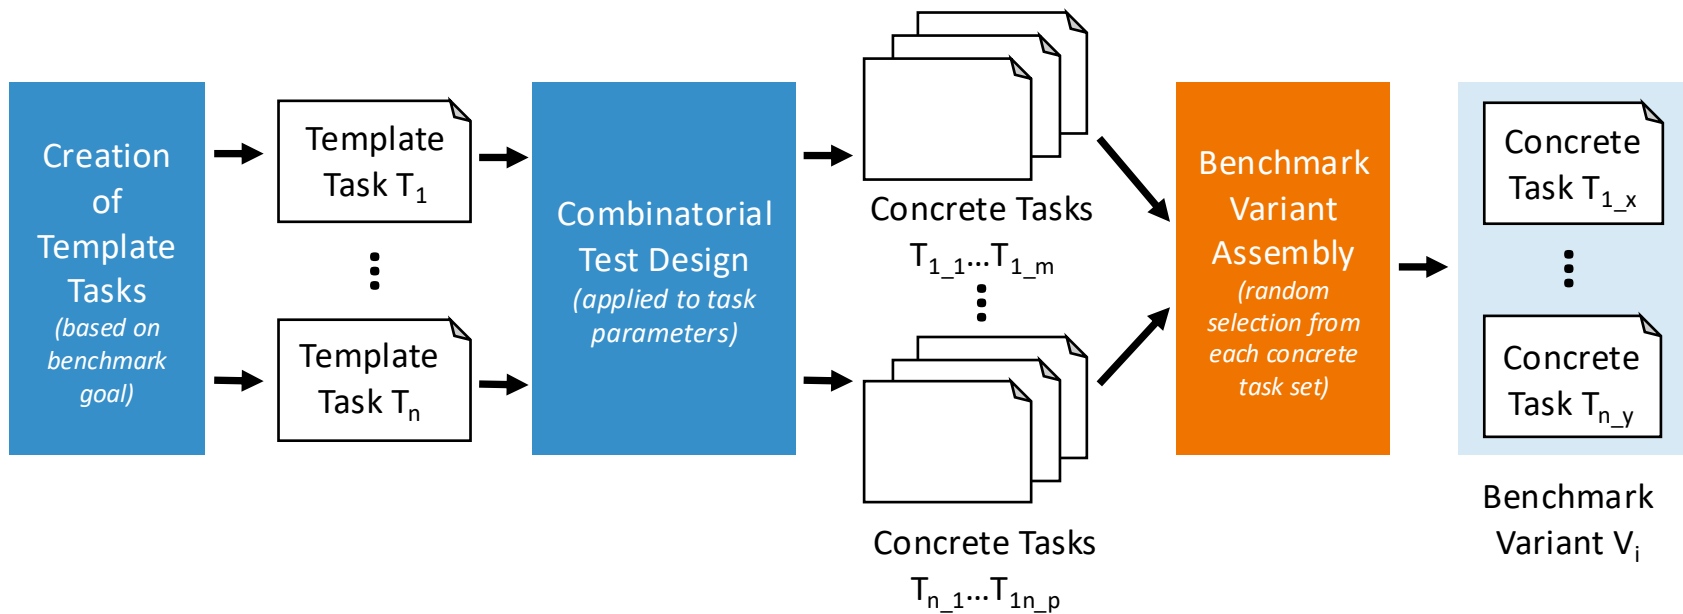 Creation
of
Template
Tasks
(based on
benchmark
goal)
Template
Task T1
Template
Task Tn
Combinatorial
Test Design
(applied to task
parameters)
Concrete Tasks
T1_1...T1_m
Concrete Tasks
Tn_1...T1n_p
Benchmark
Variant
Assembly
(random
selection from
each concrete
task set)
Concrete
Task T1_x
Concrete
Task Tn_y
Benchmark
Variant Vi